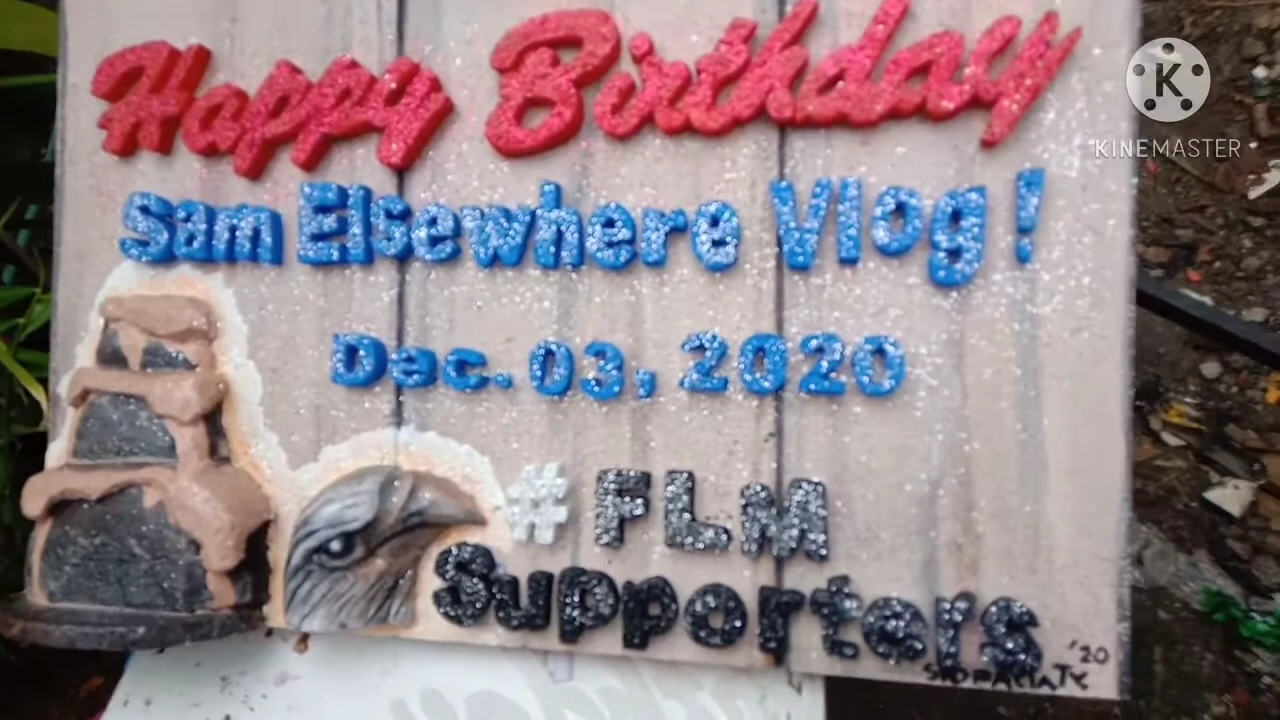 Happy Birthday
Sam Elsewhere Vlog !
Dec. 03, 2020
# FLM
Supporters
'20
K
KINEMASTER